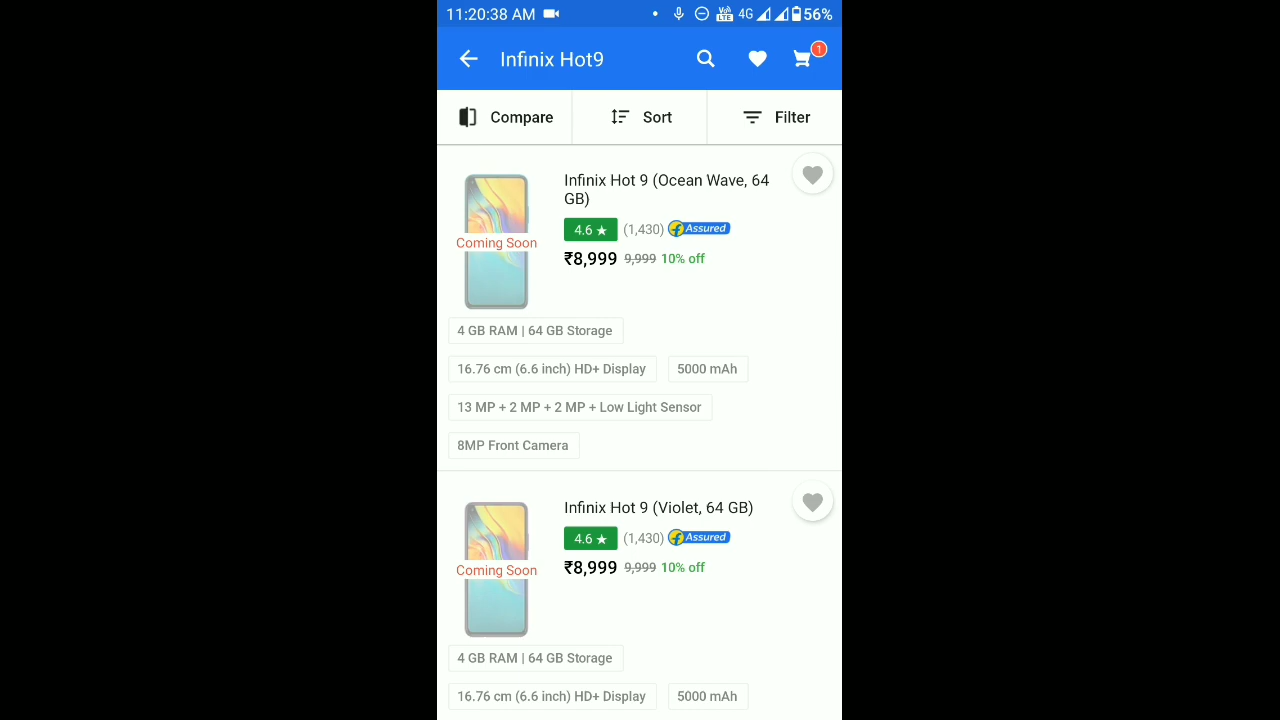 11:20:38 AM 4G 56%
Infinix Hot9 1
Compare Sort Filter
Infinix Hot 9 (Ocean Wave, 64
GB)
4.6 ★ (1,430) f Assured
Coming Soon
₹8,999 9,999 10% off
4 GB RAM | 64 GB Storage
16.76 cm (6.6 inch) HD+ Display 5000 mAh
13 MP + 2 MP + 2 MP + Low Light Sensor
8MP Front Camera
Infinix Hot 9 (Violet, 64 GB)
4.6 ★ (1,430) f Assured
₹8,999 9,999 10% off
Coming Soon
4 GB RAM | 64 GB Storage
16.76 cm (6.6 inch) HD+ Display 5000 mAh